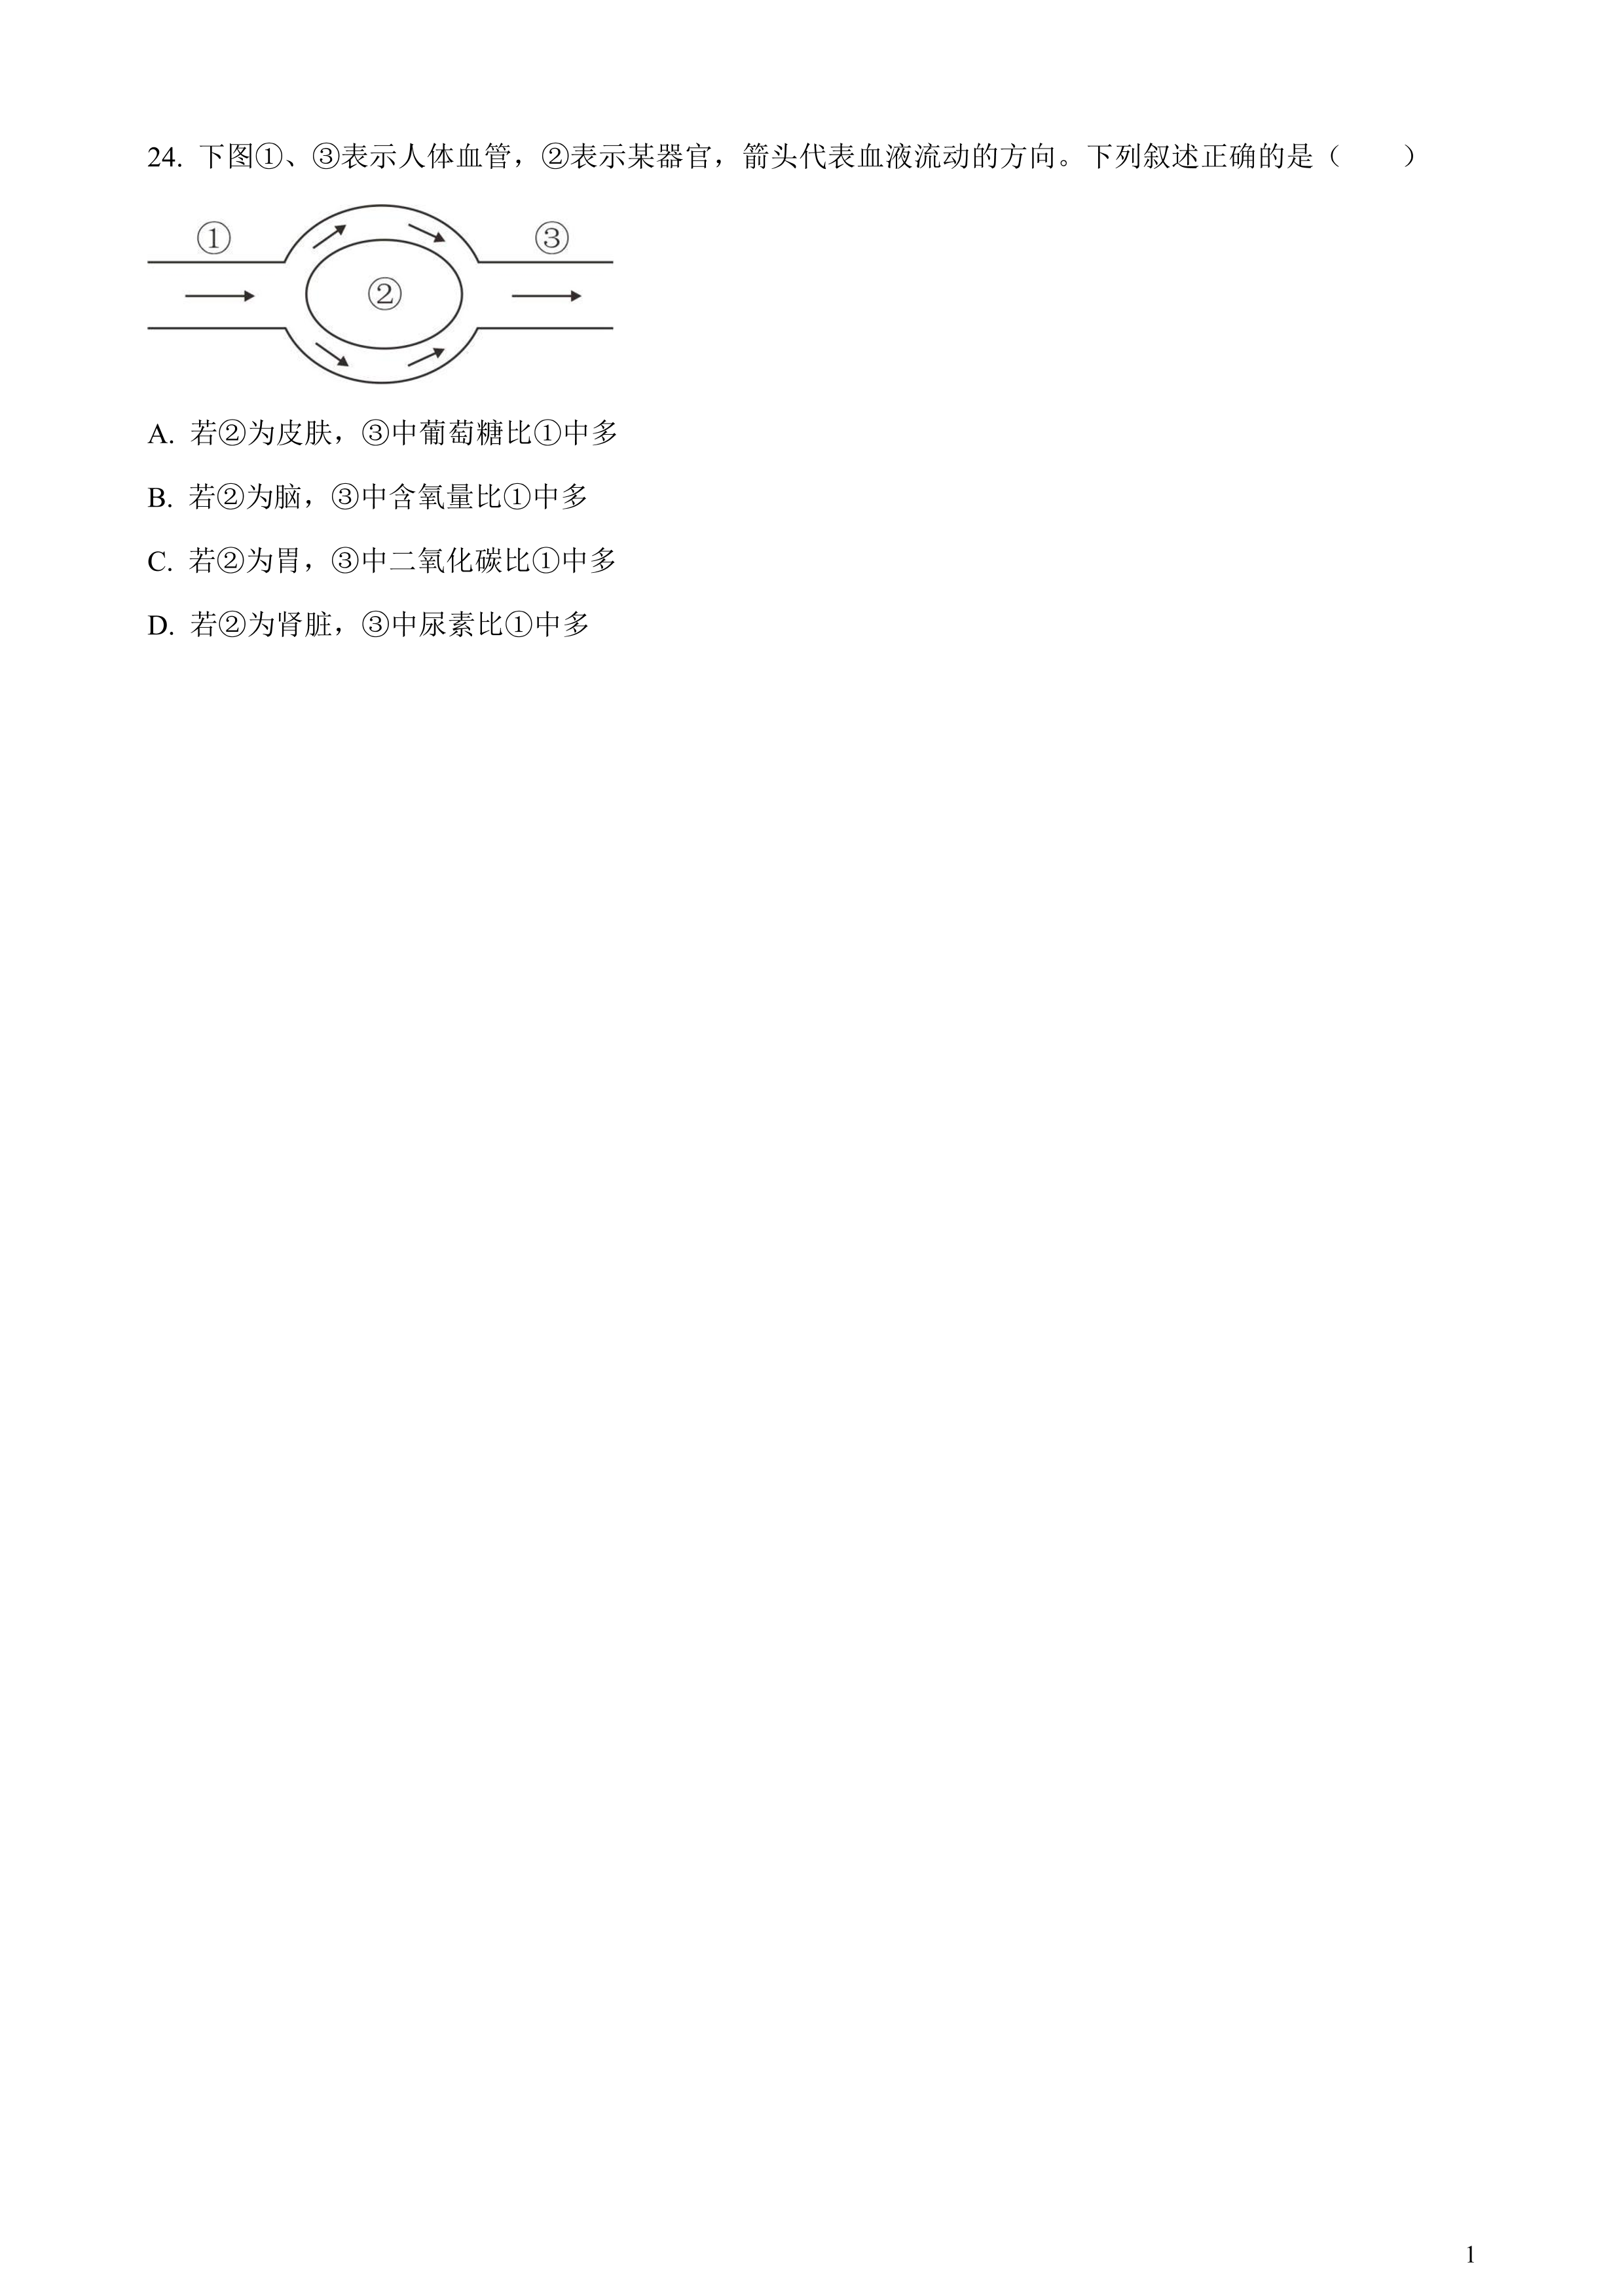 24. 下图①、③表示人体血管，②表示某器官，箭头代表血液流动的方向。下列叙述正确的是（　　）
① ③
②
A. 若②为皮肤，③中葡萄糖比①中多
B. 若②为脑，③中含氧量比①中多
C. 若②为胃，③中二氧化碳比①中多
D. 若②为肾脏，③中尿素比①中多
1